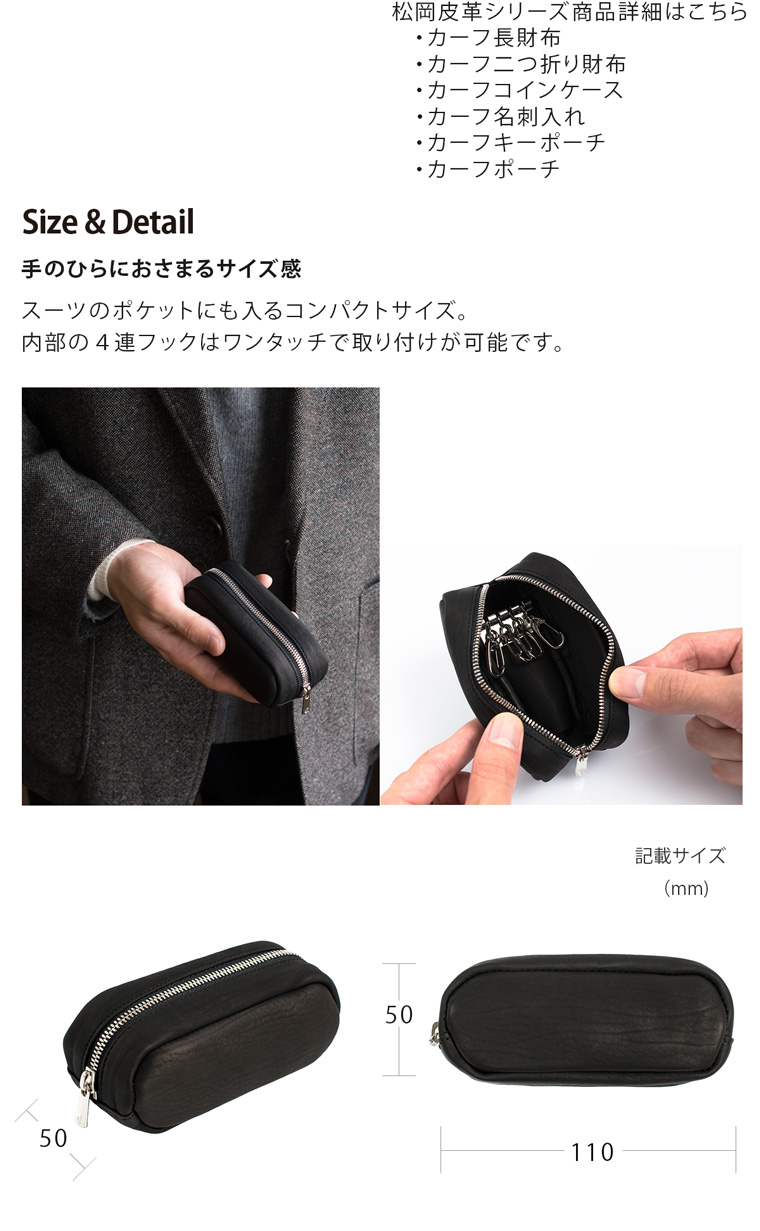 松岡皮革シリーズ商品詳細はこちら
・カーフ長財布
・カーフ二つ折り財布
・カーフコインケース
・カーフ名刺入れ
・カーフキーポーチ
・カーフポーチ
Size & Detail
手のひらにおさまるサイズ感
スーツのポケットにも入るコンパクトサイズ。
内部の４連フックはワンタッチで取り付けが可能です。
記載サイズ
（mm）
50
50
110